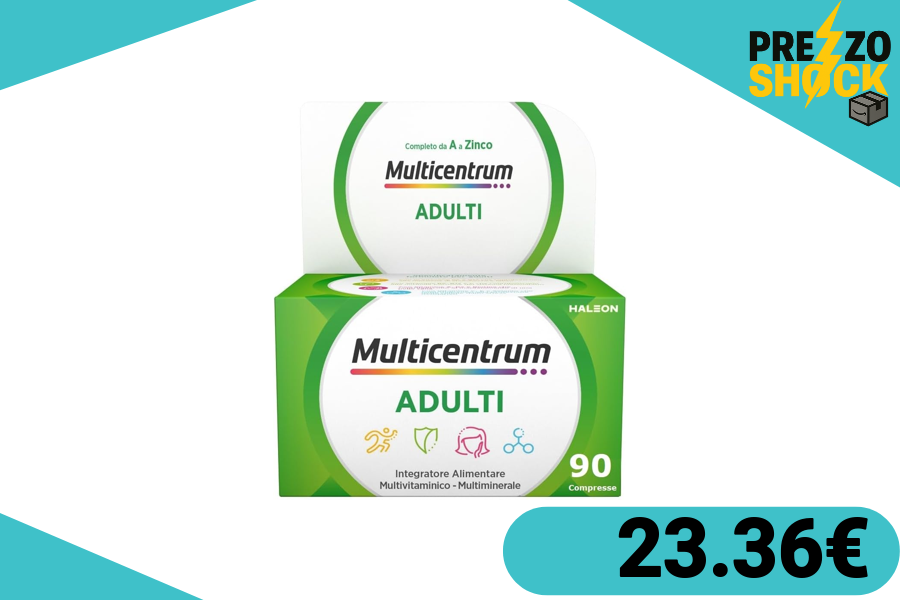 PREZZO
SHOCK
Completo da A a Zinco
Multicentrum
ADULTI
HALEON
Multicentrum
ADULTI
Integratore Alimentare
Multivitaminico - Multiminerale
90
Compresse
23.36€